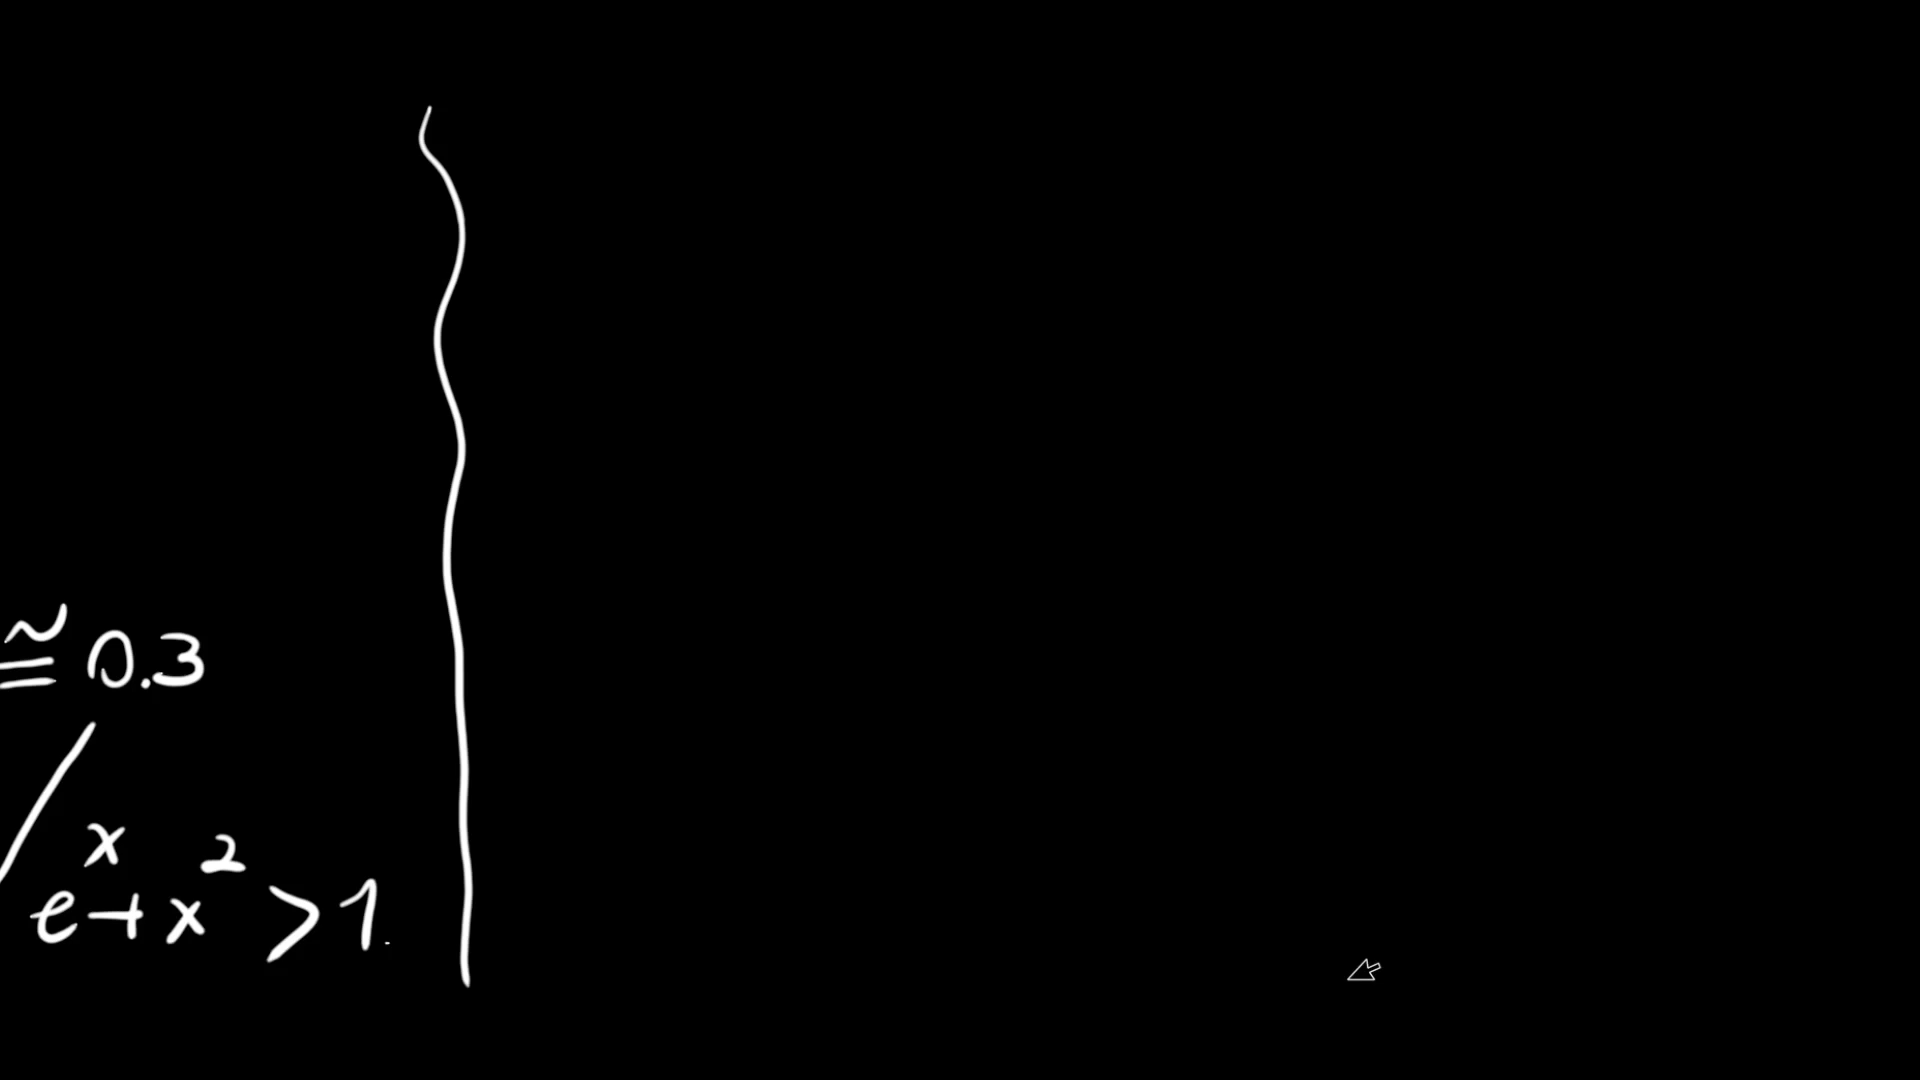 ≅ 0.3
e^x + x^2 > 1.